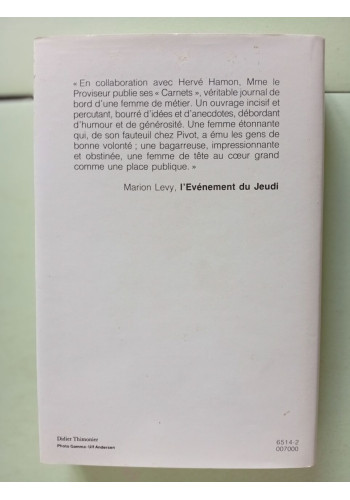 « En collaboration avec Hervé Hamon, Mme le
Proviseur publie ses « Carnets », véritable journal de
bord d'une femme de métier. Un ouvrage incisif et
percutant, bourré d'idées et d'anecdotes, débordant
d'humour et de générosité. Une femme étonnante
qui, de son fauteuil chez Pivot, a ému les gens de
bonne volonté ; une bagarreuse, impressionnante
et obstinée, une femme de tête au cœur grand
comme une place publique. »
Marion Levy, l'Evénement du Jeudi
Didier Thimonier
Photo Gamma-Ulf Andersen
6514-2
007000